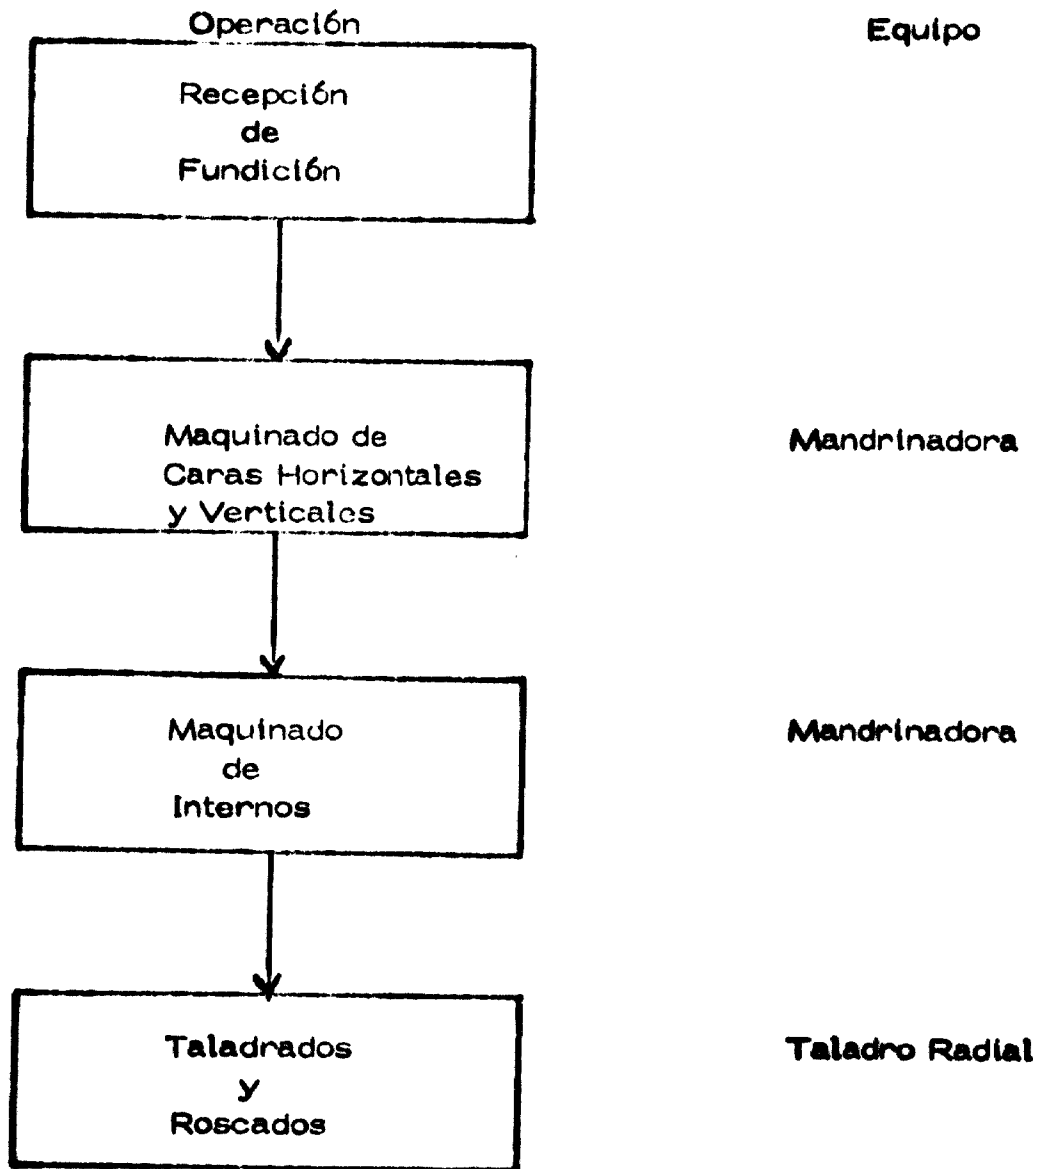 Operación
Equipo
Recepción
de
Fundición
Maquinado de
Caras Horizontales
y Verticales
Mandrinadora
Maquinado
de
Internos
Mandrinadora
Taladrados
y
Roscados
Taladro Radial